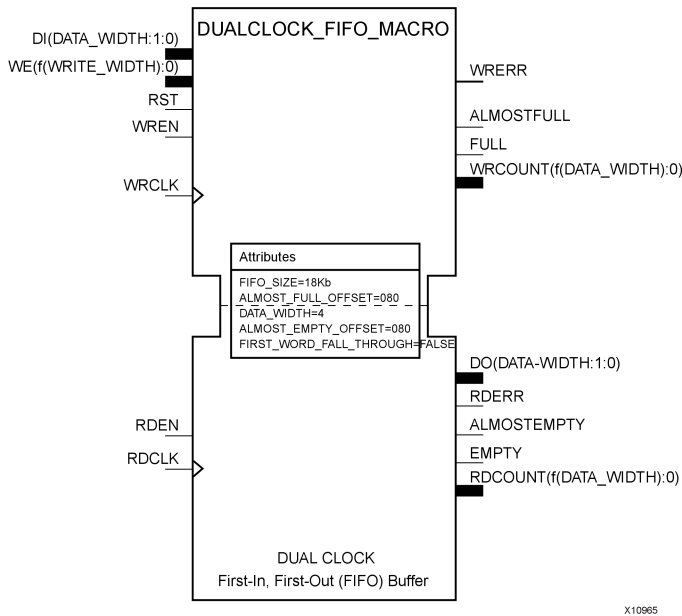 DUALCLOCK_FIFO_MACRO
DI(DATA_WIDTH:1:0)
WE(f(WRITE_WIDTH):0)
RST
WREN
WRCLK
WRERR
ALMOSTFULL
FULL
WRCOUNT(f(DATA_WIDTH):0)
Attributes
FIFO_SIZE=18Kb
ALMOST_FULL_OFFSET=080
DATA_WIDTH=4
ALMOST_EMPTY_OFFSET=080
FIRST_WORD_FALL_THROUGH=FALSE
RDEN
RDCLK
DO(DATA-WIDTH:1:0)
RDERR
ALMOSTEMPTY
EMPTY
RDCOUNT(f(DATA_WIDTH):0)
DUAL CLOCK
First-In, First-Out (FIFO) Buffer
X10965